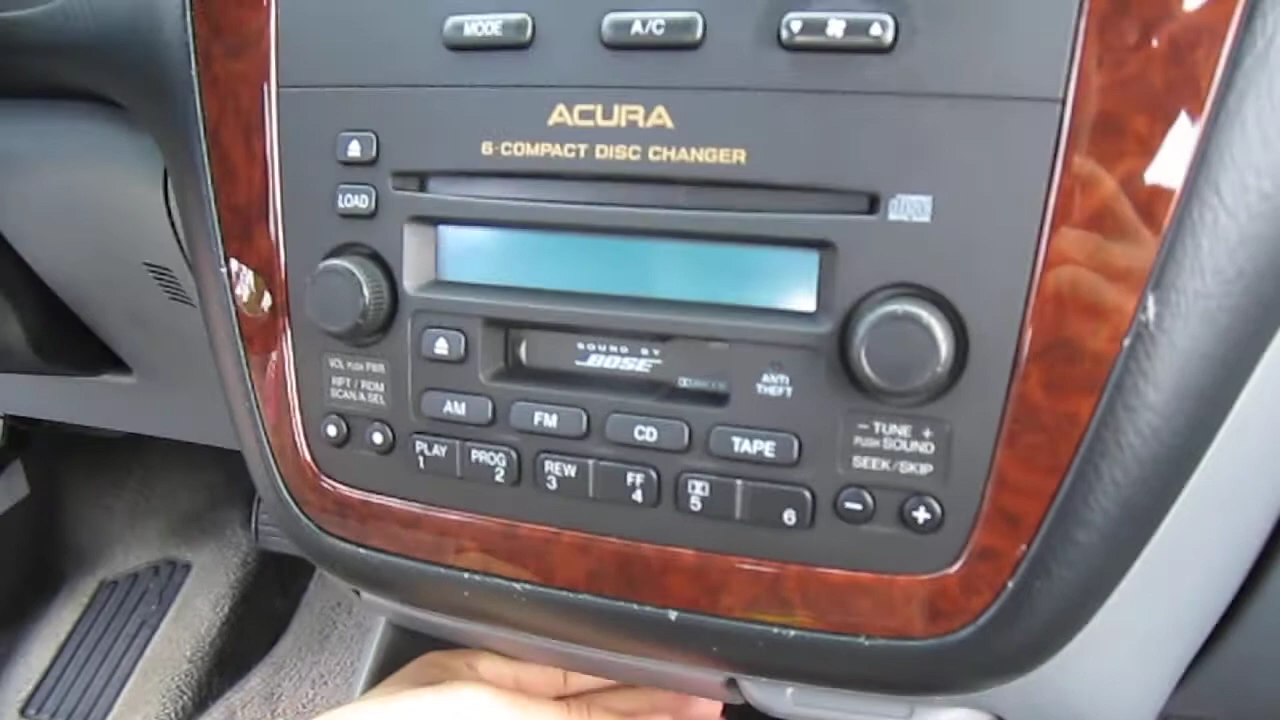 MODE
A/C
ACURA
6-COMPACT DISC CHANGER
LOAD
SOUND BY
BOSE
ANTI
THEFT
VOL PUSH PWR
RPT / RDM
SCAN/A.SEL
AM
FM
CD
TAPE
− TUNE +
PUSH SOUND
SEEK/SKIP
PLAY
1
PROG
2
REW
3
FF
4
5
6
− +